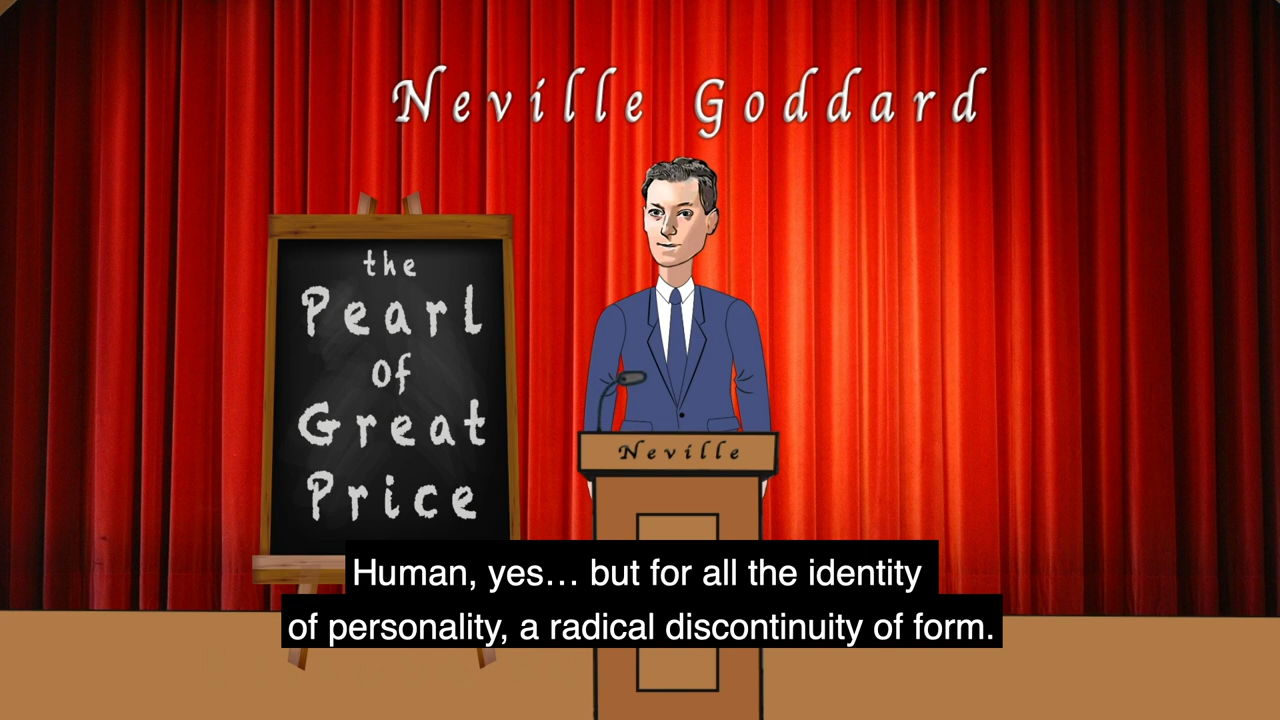 Neville Goddard
the
Pearl
of
Great
Price
Neville
Human, yes… but for all the identity
of personality, a radical discontinuity of form.